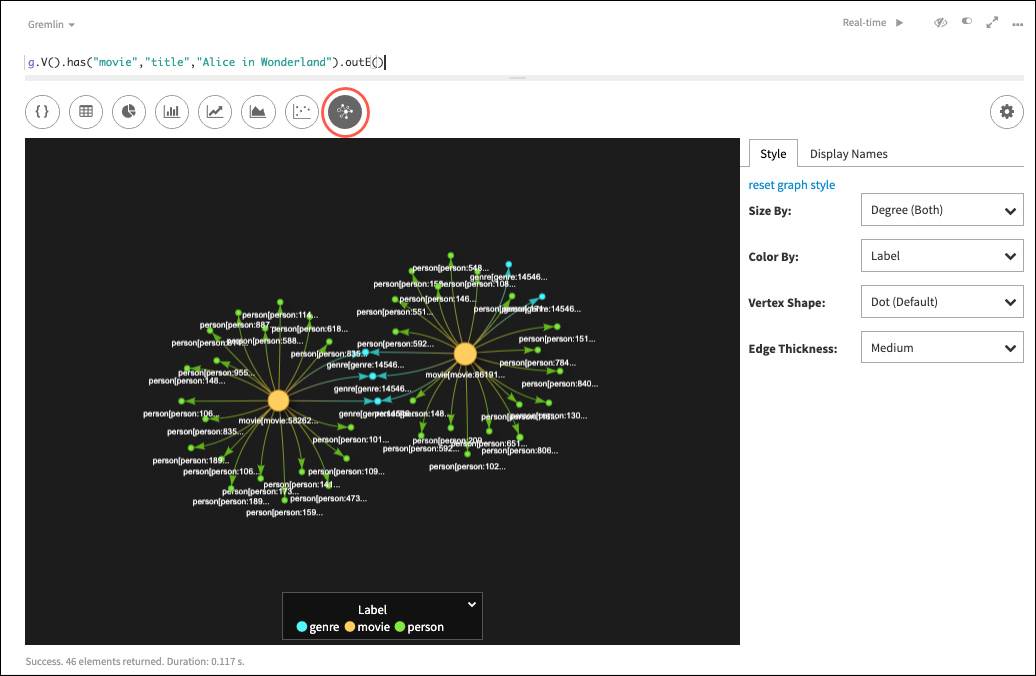 Gremlin
Real-time
g.V().has("movie","title","Alice in Wonderland").outE()
Style
Display Names
reset graph style
Size By:
Degree (Both)
Color By:
Label
Vertex Shape:
Dot (Default)
Edge Thickness:
Medium
person[person:548...
genre[genre:14546...
person[person:108...
person[person:146...
genre[genre:14546...
person[person:551...
person[person:114...
person[person:887
person[person:618...
person[person:151...
person[person:588...
person[person:592...
person[person:835...
person[person:784...
genre[genre:14546...
person[person:955...
movie[movie:86191...
person[person:148...
person[person:840...
genre[genre:14546...
person[person:106...
person[person:148...
person[person:130...
movie[movie:58262...
person[person:835...
person[person:101...
person[person:209
person[person:651...
person[person:592...
person[person:806...
person[person:189...
person[person:102...
person[person:106...
person[person:109...
person[person:141...
person[person:173...
person[person:189...
person[person:473...
person[person:159...
Label
genre movie person
Success. 46 elements returned. Duration: 0.117 s.